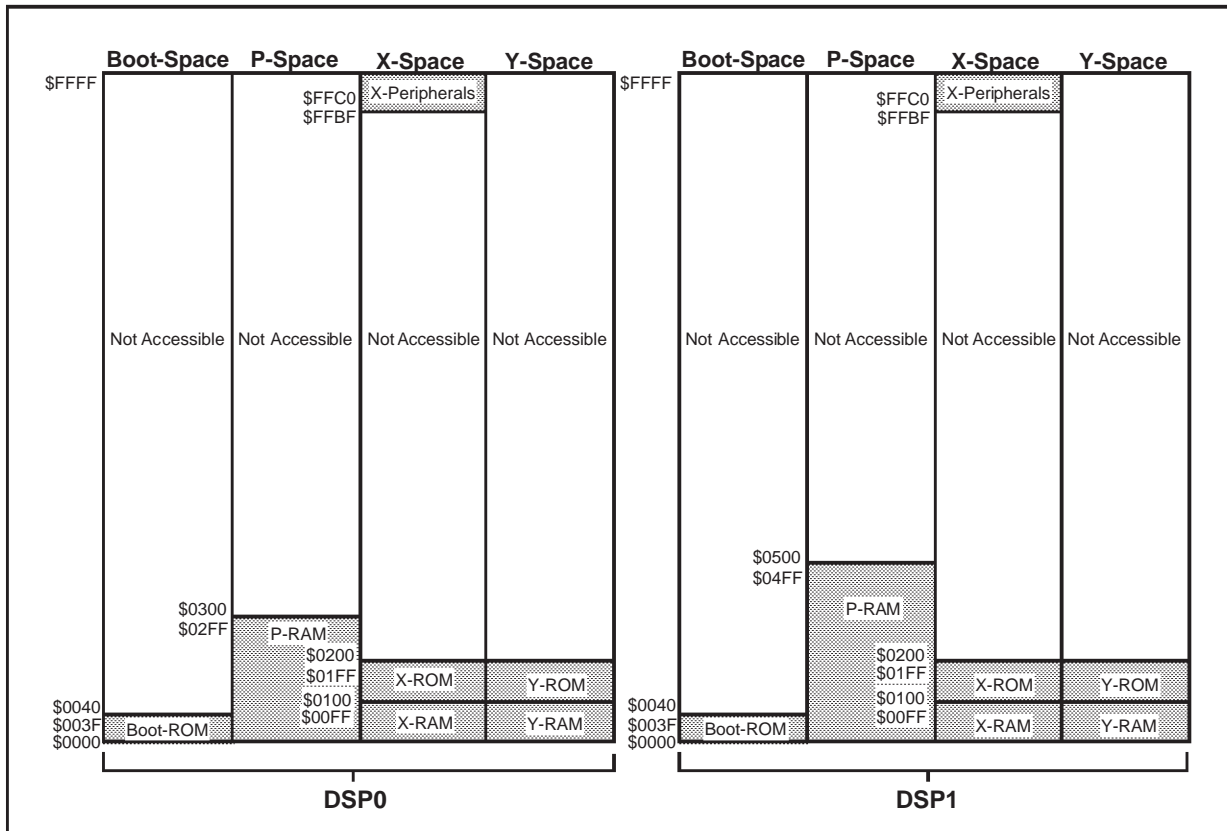 Boot-Space P-Space X-Space Y-Space
$FFFF
X-Peripherals
$FFC0
$FFBF
Not Accessible Not Accessible Not Accessible Not Accessible
$0300
$02FF
P-RAM
$0200
$01FF
X-ROM Y-ROM
$0100
$00FF
X-RAM Y-RAM
$0040
$003F
$0000
Boot-ROM
DSP0
Boot-Space P-Space X-Space Y-Space
$FFFF
X-Peripherals
$FFC0
$FFBF
Not Accessible Not Accessible Not Accessible Not Accessible
$0500
$04FF
P-RAM
$0200
$01FF
X-ROM Y-ROM
$0100
$00FF
X-RAM Y-RAM
$0040
$003F
$0000
Boot-ROM
DSP1